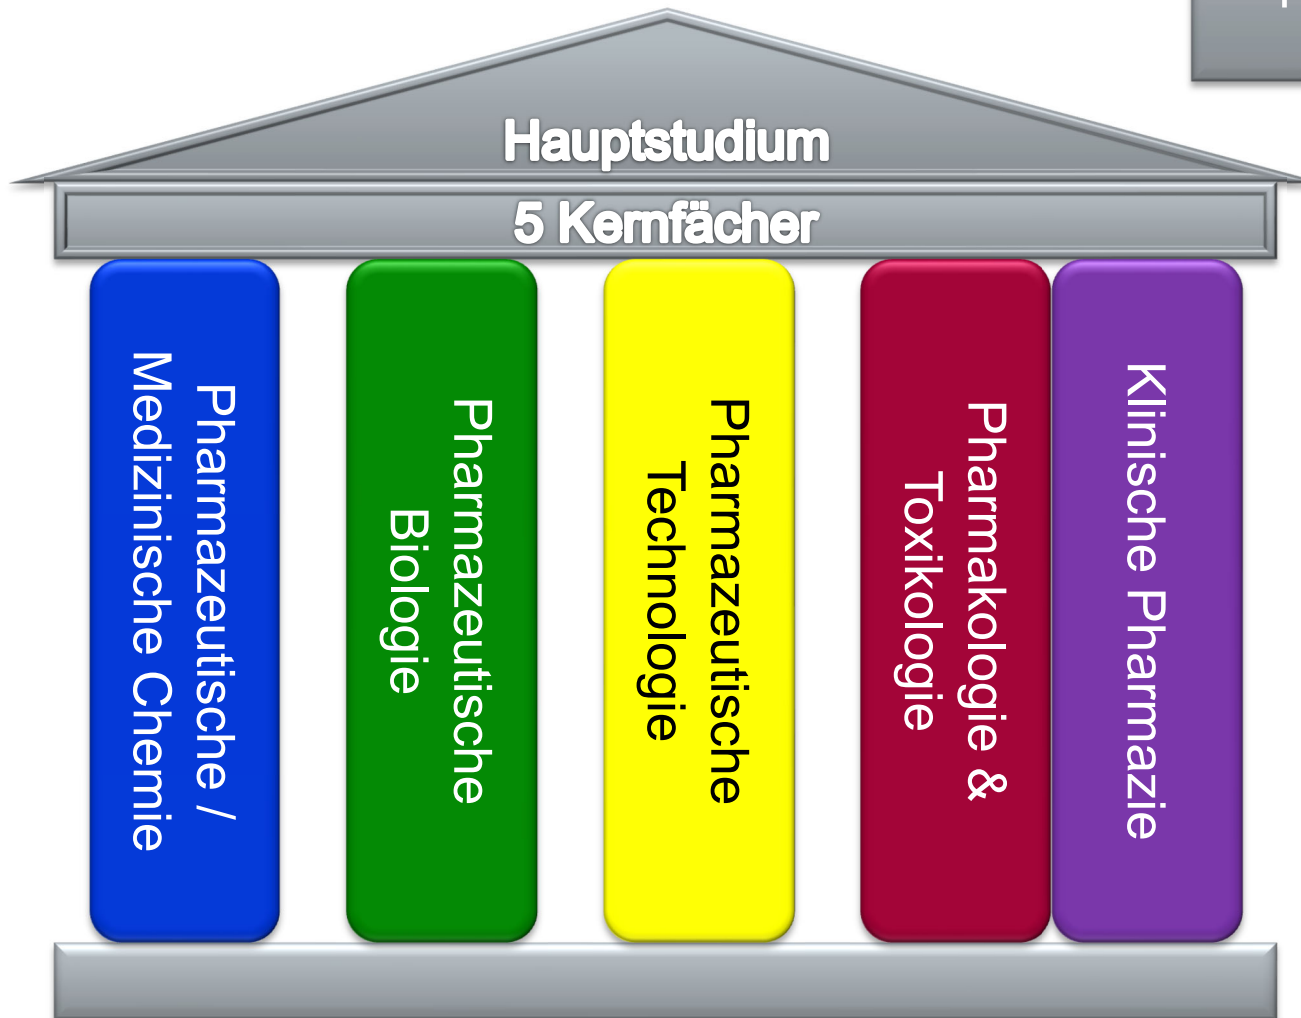 Hauptstudium
5 Kernfächer
Pharmazeutische /
Medizinische Chemie
Pharmazeutische
Biologie
Pharmazeutische
Technologie
Pharmakologie &
Toxikologie
Klinische Pharmazie